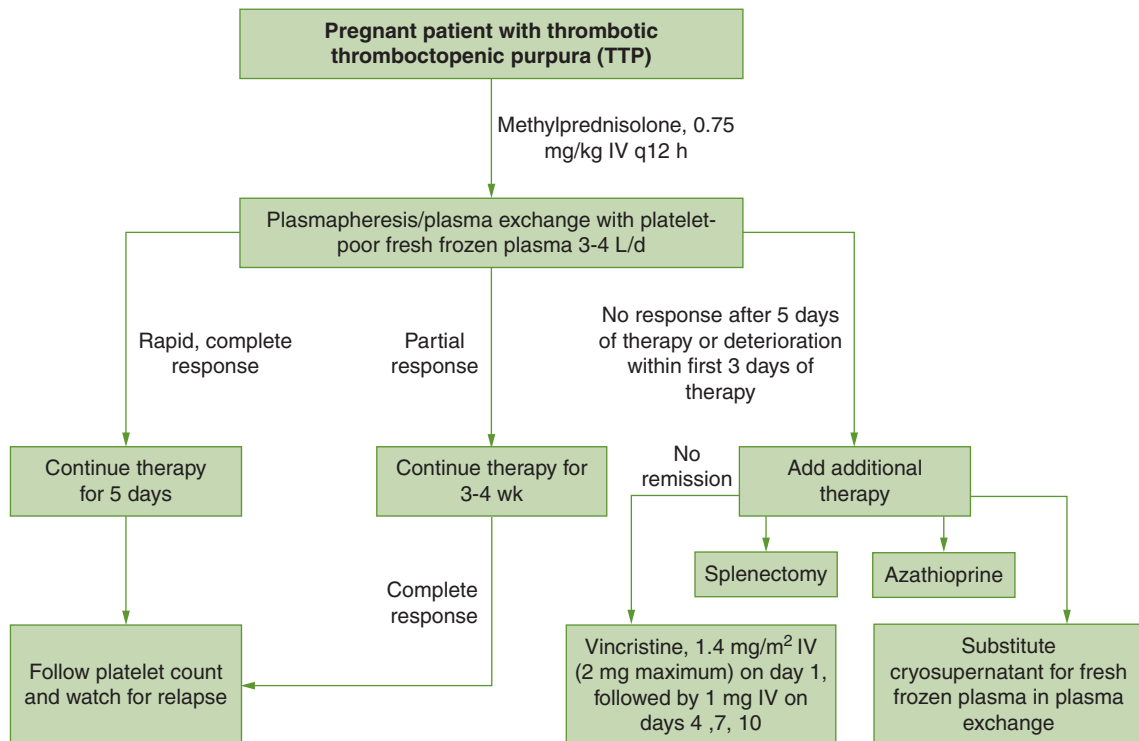 Pregnant patient with thrombotic
thromboctopenic purpura (TTP)
Methylprednisolone, 0.75
mg/kg IV q12 h
Plasmapheresis/plasma exchange with platelet-
poor fresh frozen plasma 3-4 L/d
Rapid, complete
response
Partial
response
No response after 5 days
of therapy or deterioration
within first 3 days of
therapy
Continue therapy
for 5 days
Continue therapy for
3-4 wk
No
remission
Add additional
therapy
Splenectomy
Azathioprine
Complete
response
Follow platelet count
and watch for relapse
Vincristine, 1.4 mg/m² IV
(2 mg maximum) on day 1,
followed by 1 mg IV on
days 4 ,7, 10
Substitute
cryosupernatant for fresh
frozen plasma in plasma
exchange